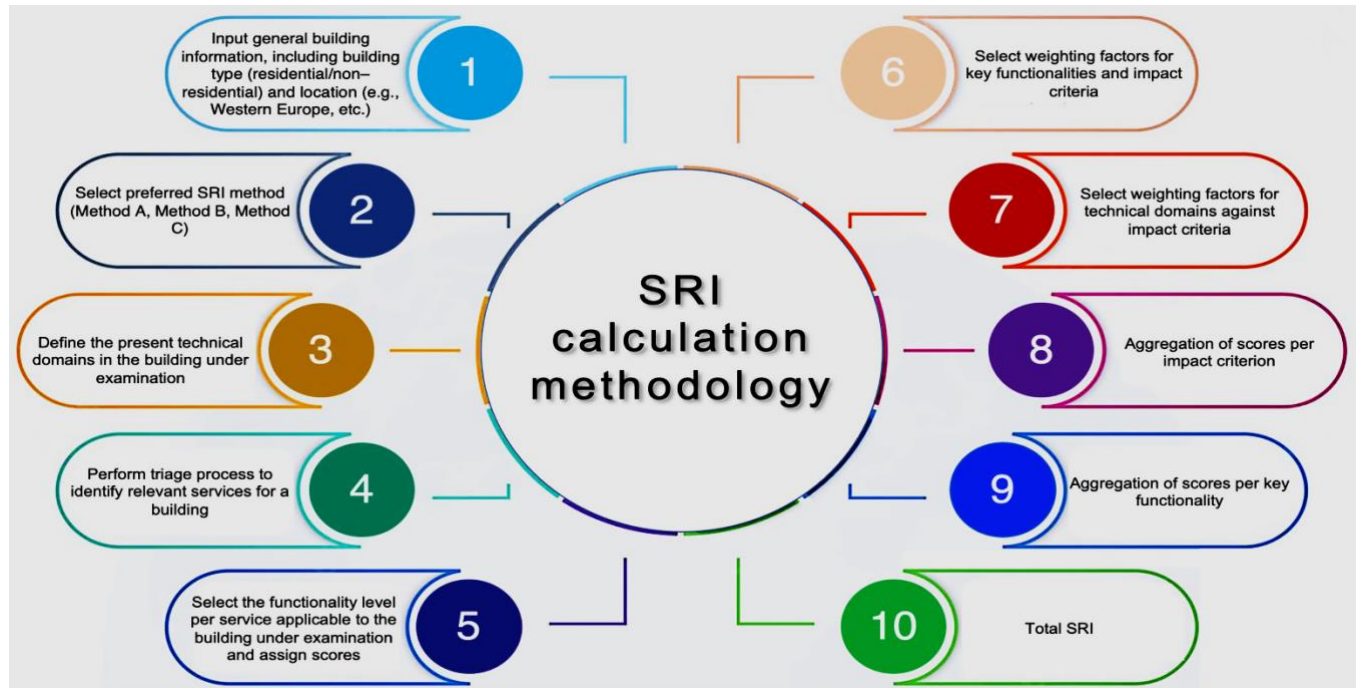 Input general building
information, including building
type (residential/non–
residential) and location (e.g.,
Western Europe, etc.)
1
Select preferred SRI method
(Method A, Method B, Method
C)
2
Define the present technical
domains in the building under
examination
3
Perform triage process to
identify relevant services for a
building
4
Select the functionality level
per service applicable to the
building under examination
and assign scores
5
SRI
calculation
methodology
6
Select weighting factors for
key functionalities and impact
criteria
7
Select weighting factors for
technical domains against
impact criteria
8
Aggregation of scores per
impact criterion
9
Aggregation of scores per key
functionality
10
Total SRI